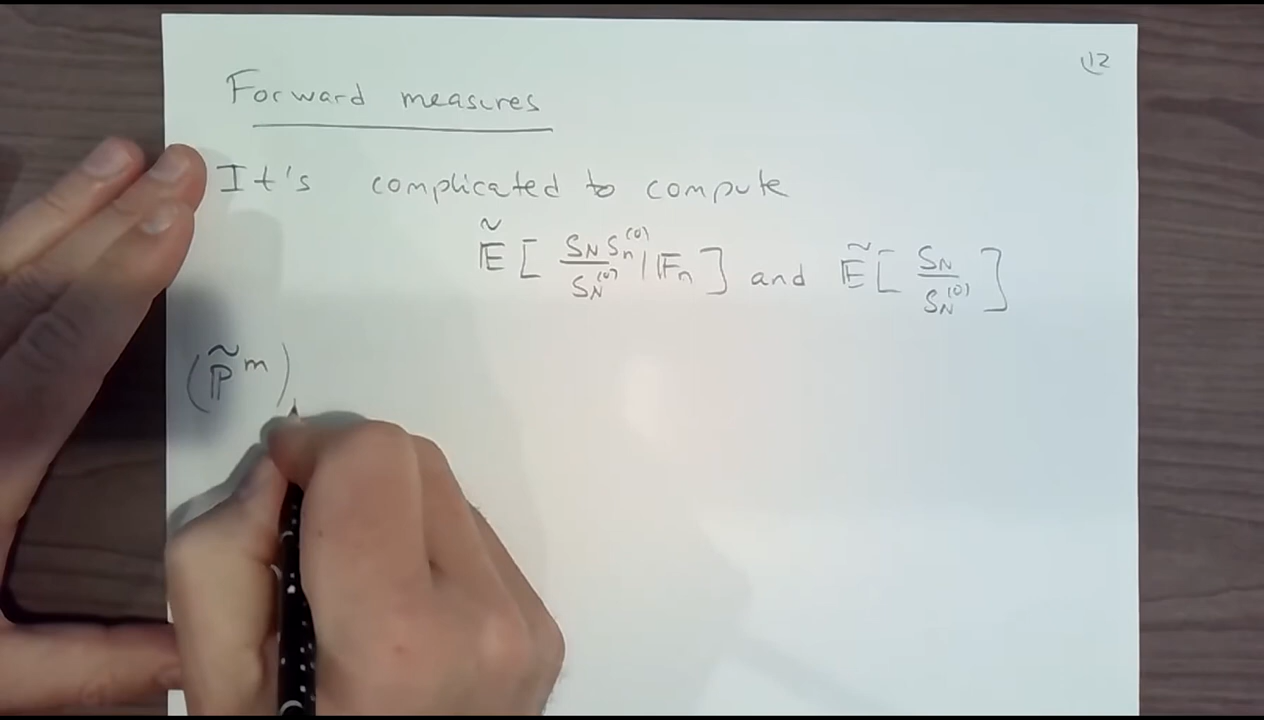 12
Forward measures
It's complicated to compute
Ẽ[ S_N S_n^(0) / S_N^(0) | F_n ] and Ẽ[ S_N / S_N^(0) ]
(P̃^m)